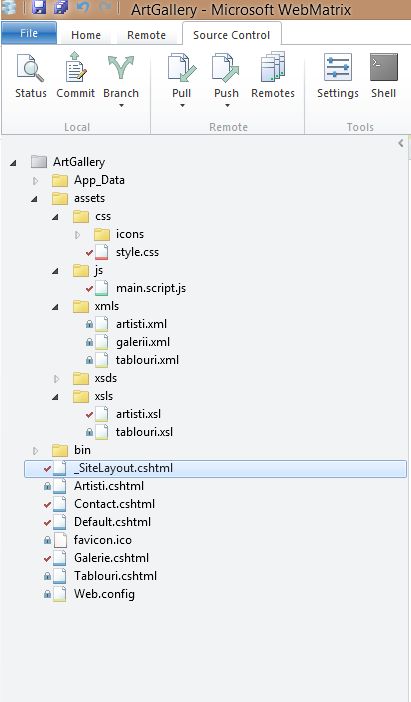 ArtGallery - Microsoft WebMatrix
File Home Remote Source Control
Status Commit Branch Pull Push Remotes Settings Shell
Local Remote Tools
ArtGallery
App_Data
assets
css
icons
style.css
js
main.script.js
xmls
artisti.xml
galerii.xml
tablouri.xml
xsds
xsls
artisti.xsl
tablouri.xsl
bin
_SiteLayout.cshtml
Artisti.cshtml
Contact.cshtml
Default.cshtml
favicon.ico
Galerie.cshtml
Tablouri.cshtml
Web.config